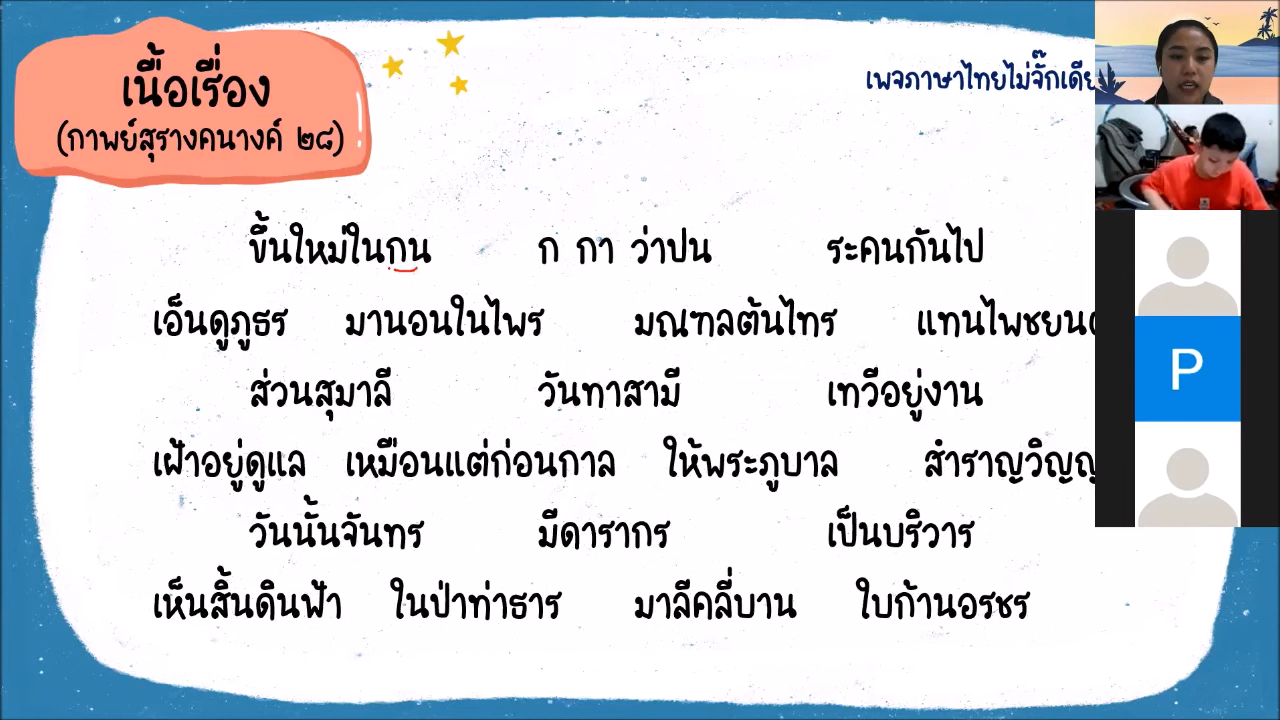 เนื้อเรื่อง
(กาพย์สุรางคนางค์ ๒๘)
เพจภาษาไทยไม่จั๊กเดีย
ขึ้นใหม่ในกน ก กา ว่าปน ระคนกันไป
เอ็นดูภูธร มานอนในไพร มณฑลต้นไทร แทนไพชยนต
ส่วนสุมาลี วันทาสามี เทวีอยู่งาน
เฝ้าอยู่ดูแล เหมือนแต่ก่อนกาล ให้พระภูบาล สำราญวิญญ
วันนั้นจันทร มีดารากร เป็นบริวาร
เห็นสิ้นดินฟ้า ในป่าท่าธาร มาลีคลี่บาน ใบก้านอรชร
P